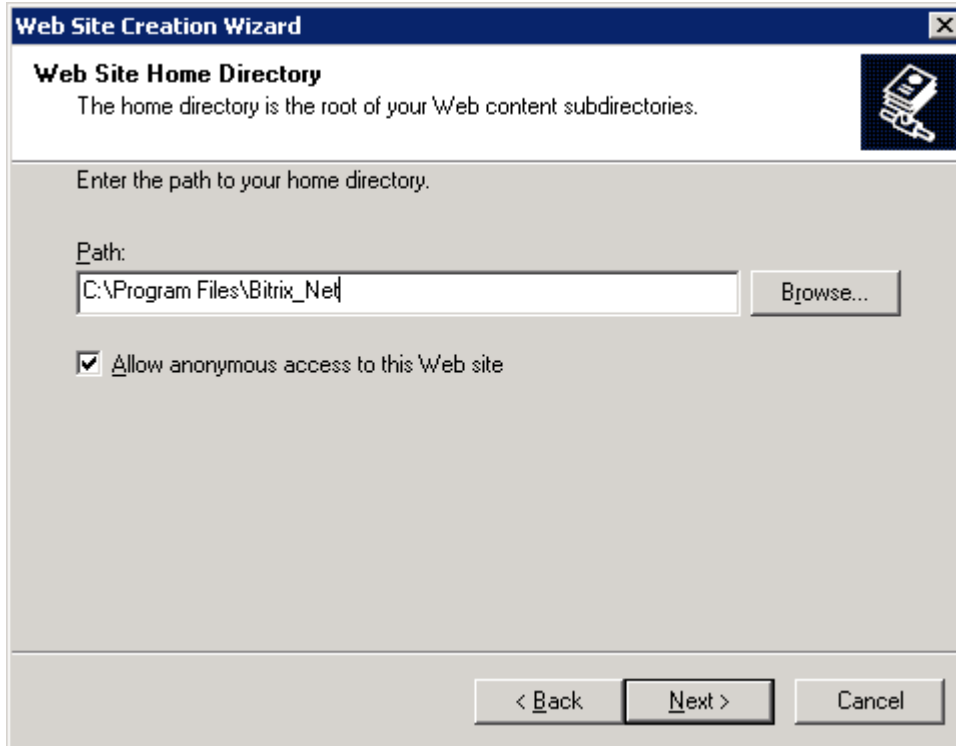 Web Site Creation Wizard
Web Site Home Directory
The home directory is the root of your Web content subdirectories.
Enter the path to your home directory.
Path:
C:\Program Files\Bitrix_Net
Browse...
Allow anonymous access to this Web site
< Back
Next >
Cancel